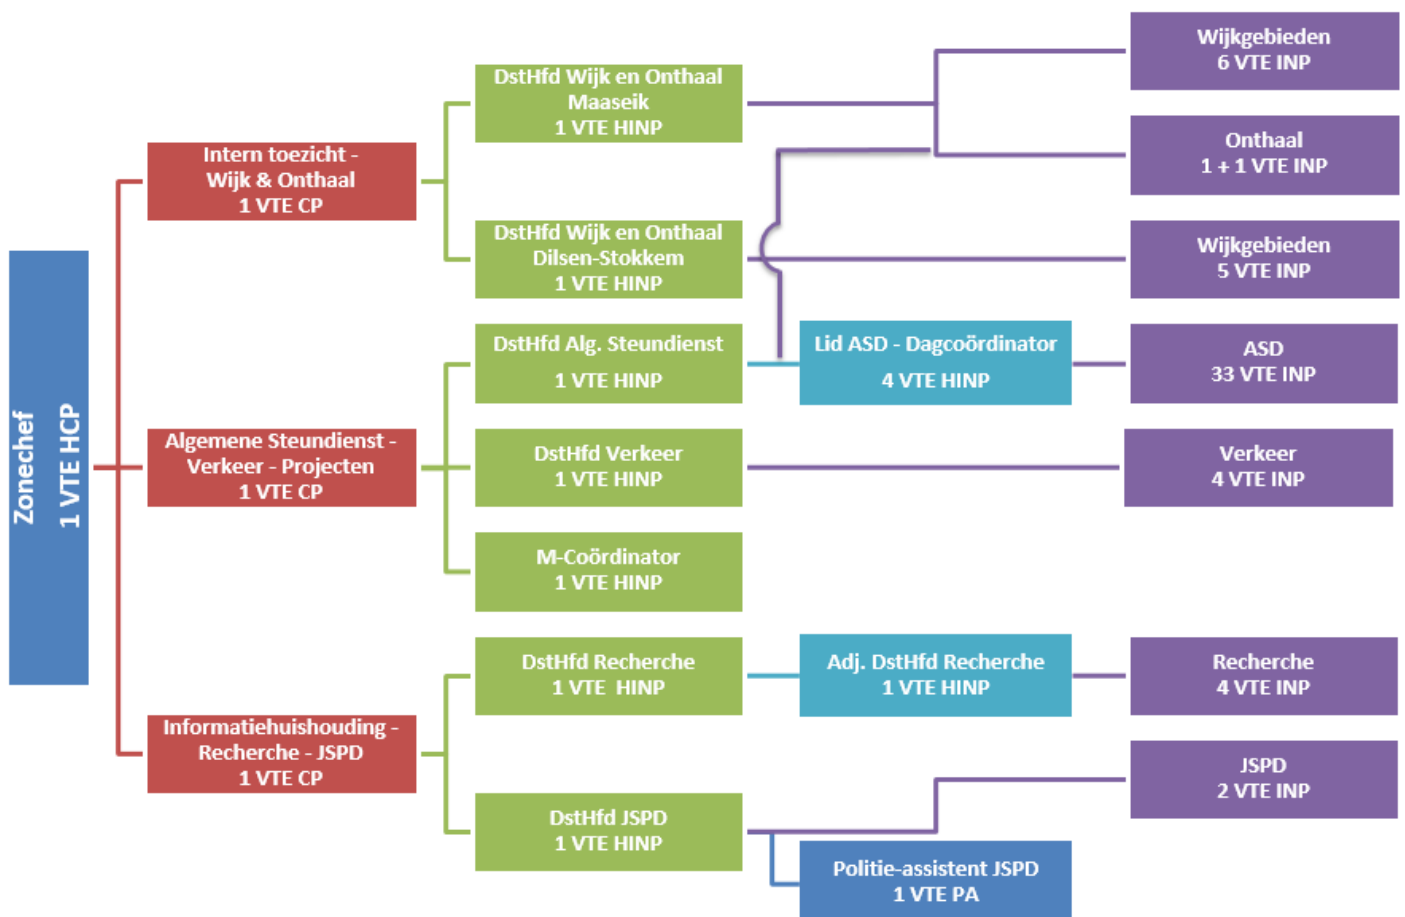 Zonechef
1 VTE HCP
Intern toezicht -
Wijk & Onthaal
1 VTE CP
Algemene Steundienst -
Verkeer - Projecten
1 VTE CP
Informatiehuishouding -
Recherche - JSPD
1 VTE CP
DstHfd Wijk en Onthaal
Maaseik
1 VTE HINP
DstHfd Wijk en Onthaal
Dilsen-Stokkem
1 VTE HINP
DstHfd Alg. Steundienst
1 VTE HINP
DstHfd Verkeer
1 VTE HINP
M-Coördinator
1 VTE HINP
DstHfd Recherche
1 VTE HINP
DstHfd JSPD
1 VTE HINP
Lid ASD - Dagcoördinator
4 VTE HINP
Adj. DstHfd Recherche
1 VTE HINP
Politie-assistent JSPD
1 VTE PA
Wijkgebieden
6 VTE INP
Onthaal
1 + 1 VTE INP
Wijkgebieden
5 VTE INP
ASD
33 VTE INP
Verkeer
4 VTE INP
Recherche
4 VTE INP
JSPD
2 VTE INP